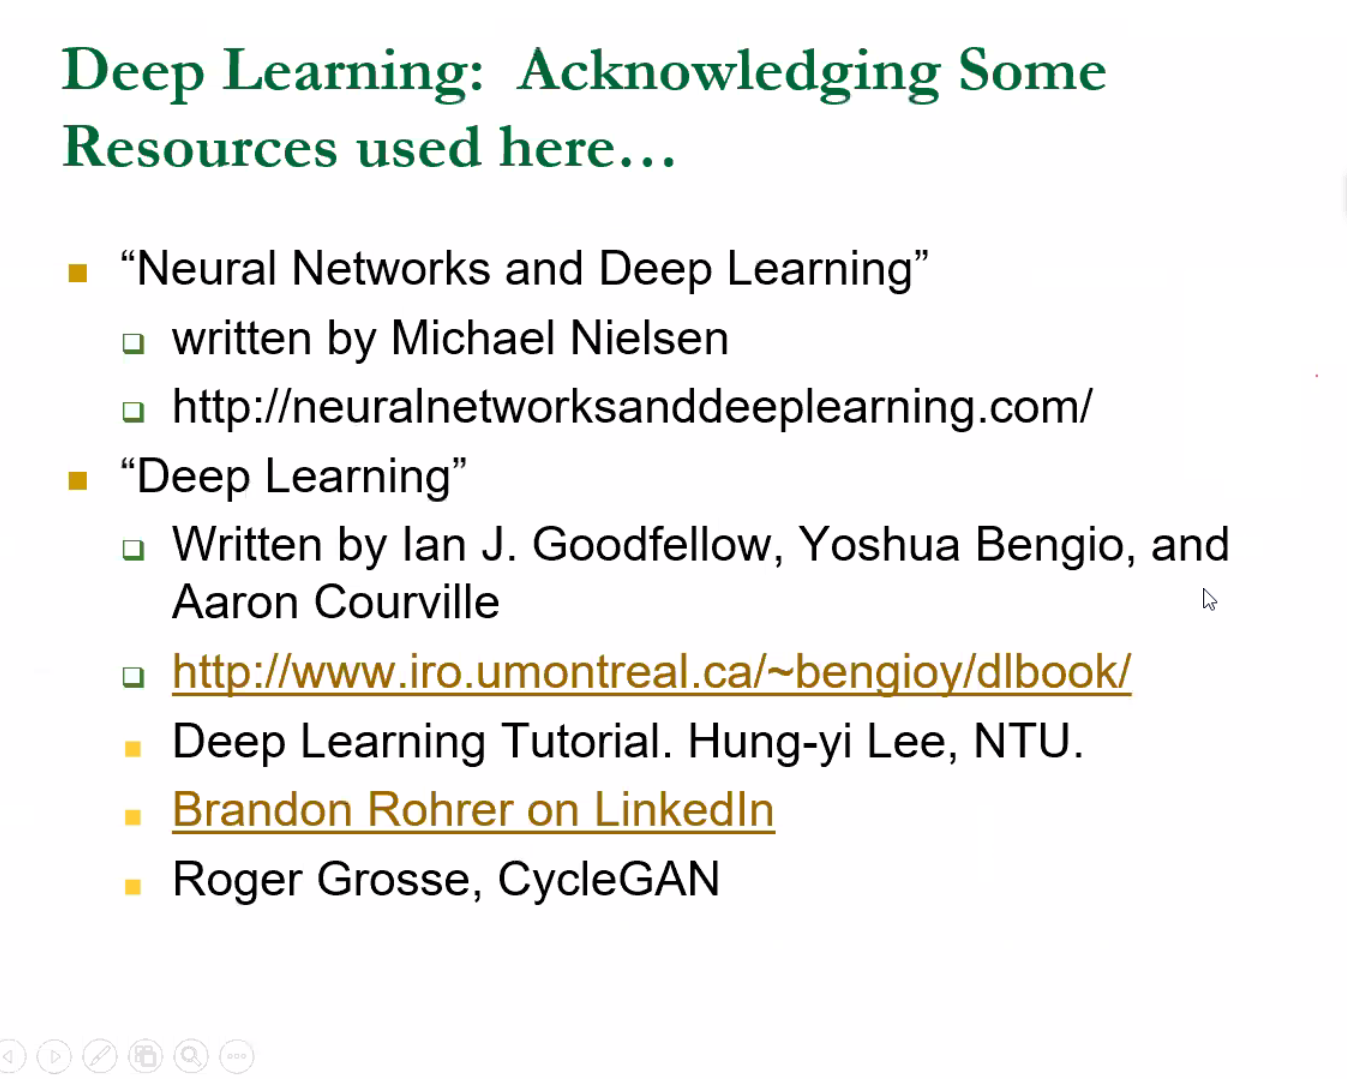 Deep Learning:  Acknowledging Some
Resources used here…
“Neural Networks and Deep Learning”
written by Michael Nielsen
http://neuralnetworksanddeeplearning.com/
“Deep Learning”
Written by Ian J. Goodfellow, Yoshua Bengio, and
Aaron Courville
http://www.iro.umontreal.ca/~bengioy/dlbook/
Deep Learning Tutorial. Hung-yi Lee, NTU.
Brandon Rohrer on LinkedIn
Roger Grosse, CycleGAN